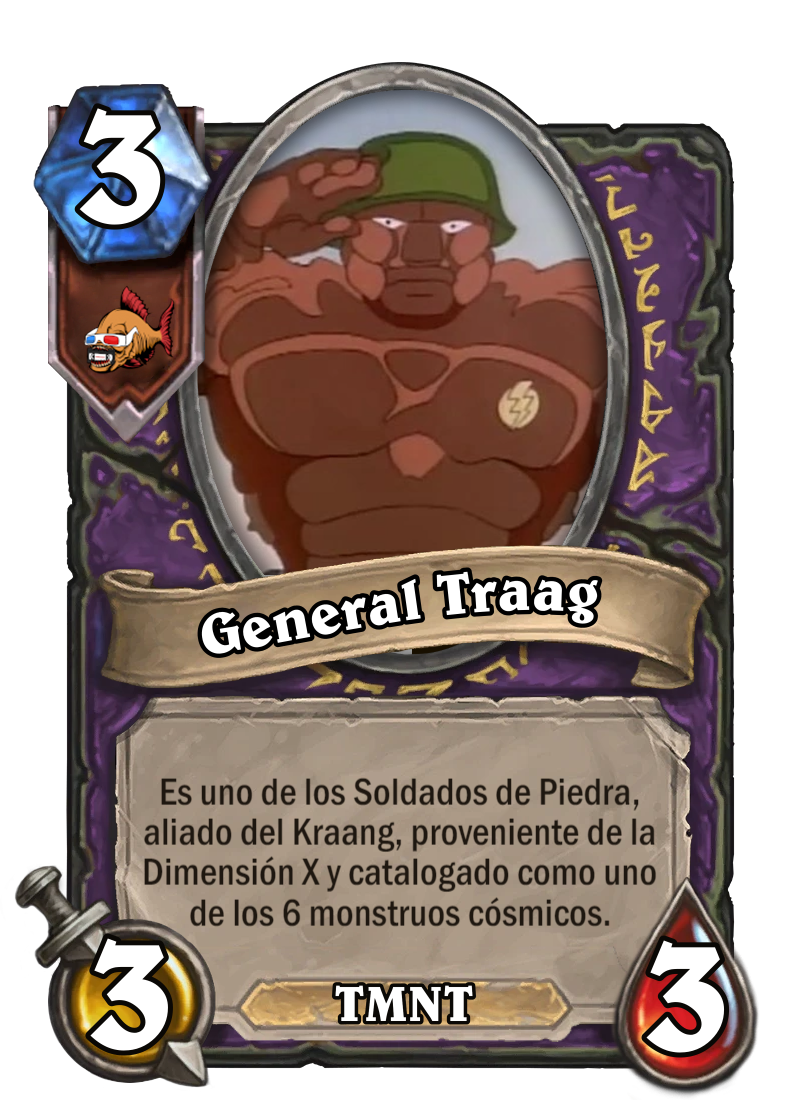 3
General Traag
Es uno de los Soldados de Piedra,
aliado del Kraang, proveniente de la
Dimensión X y catalogado como uno
de los 6 monstruos cósmicos.
3
TMNT
3